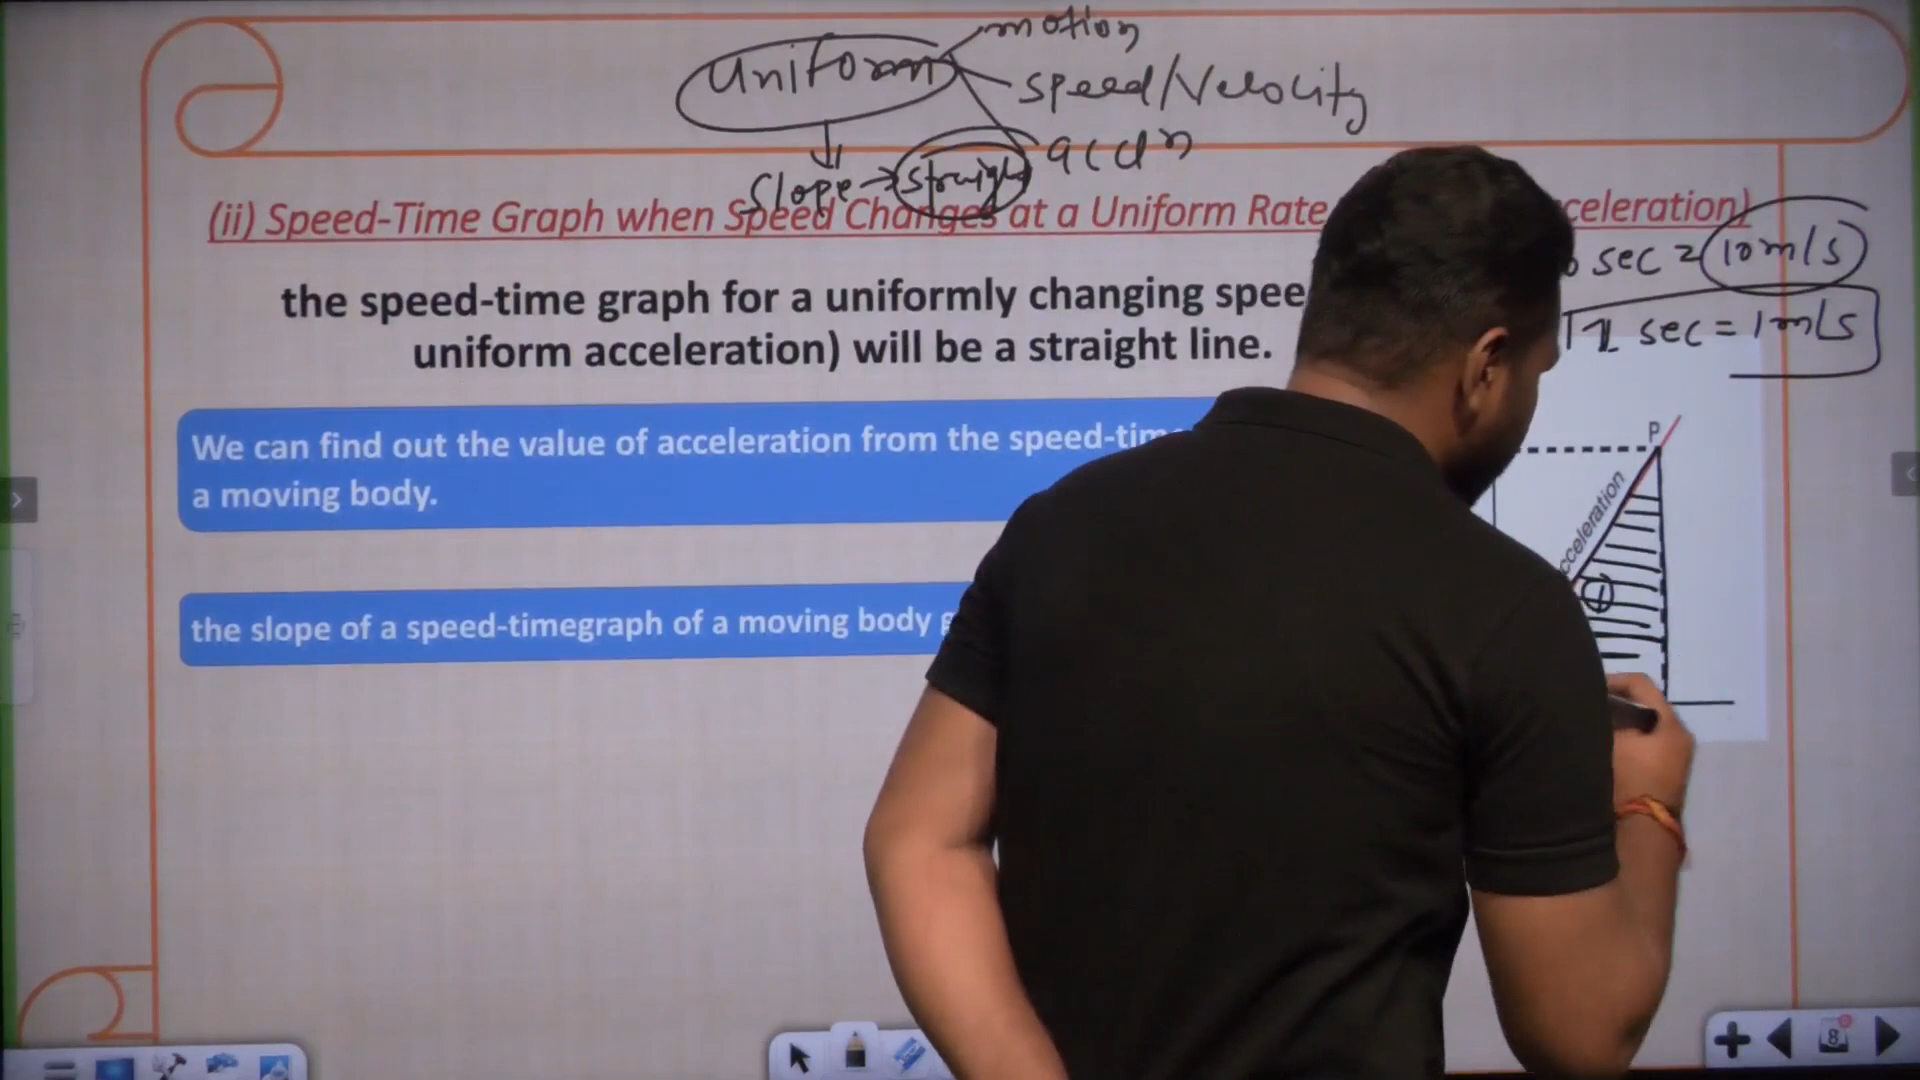 uniform
motion
speed/Velocity
accln
Slope → straight
(ii) Speed-Time Graph when Speed Changes at a Uniform Rate celeration)
sec = 10m/s
the speed-time graph for a uniformly changing spee
1 sec = 1m/s
uniform acceleration) will be a straight line.
We can find out the value of acceleration from the speed-tim
a moving body.
P
cceleration
the slope of a speed-timegraph of a moving body g
8